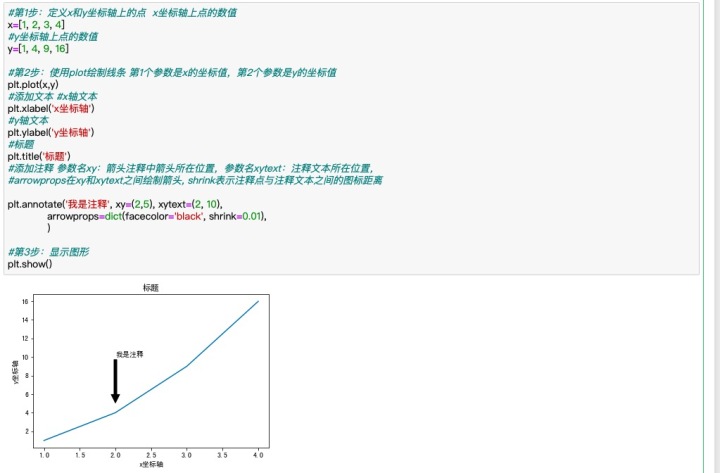 #第1步：定义x和y坐标轴上的点 x坐标轴上点的数值
x=[1, 2, 3, 4]
#y坐标轴上点的数值
y=[1, 4, 9, 16]
#第2步：使用plot绘制线条 第1个参数是x的坐标值，第2个参数是y的坐标值
plt.plot(x,y)
#添加文本 #x轴文本
plt.xlabel('x坐标轴')
#y轴文本
plt.ylabel('y坐标轴')
#标题
plt.title('标题')
#添加注释 参数名xy：箭头注释中箭头所在位置，参数名xytext：注释文本所在位置，
#arrowprops在xy和xytext之间绘制箭头, shrink表示注释点与注释文本之间的图标距离
plt.annotate('我是注释', xy=(2,5), xytext=(2, 10),
arrowprops=dict(facecolor='black', shrink=0.01),
)
#第3步：显示图形
plt.show()
标题
16
14
12
10
8
6
4
2
y坐标轴
我是注释
1.0 1.5 2.0 2.5 3.0 3.5 4.0
x坐标轴